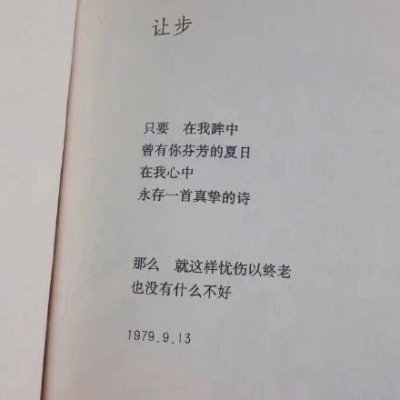 让步
只要　在我眸中
曾有你芬芳的夏日
在我心中
永存一首真挚的诗
那么　就这样忧伤以终老
也没有什么不好
1979.9.13